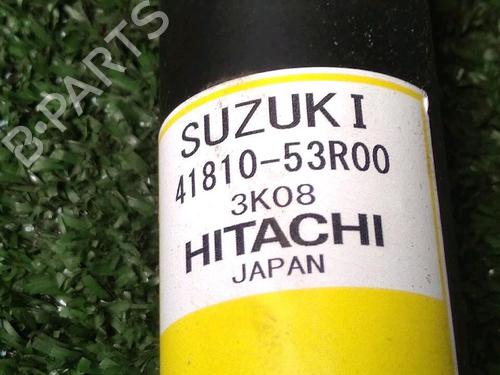 B-PARTS
SUZUKI
41810-53R00
3K08
HITACHI
JAPAN